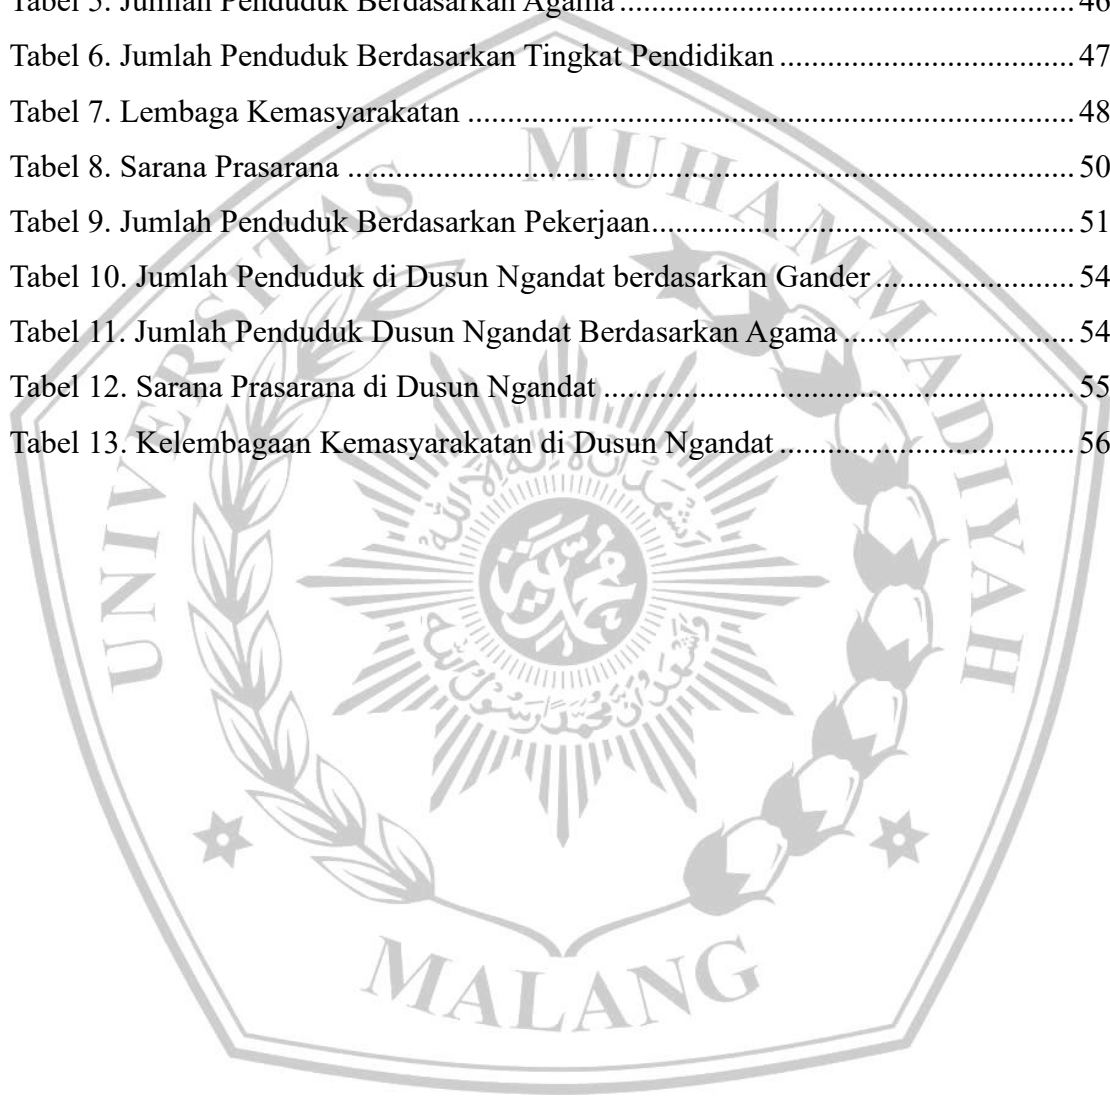 Tabel 5. Jumlah Penduduk Berdasarkan Agama ........................................................ 46
Tabel 6. Jumlah Penduduk Berdasarkan Tingkat Pendidikan ..................................... 47
Tabel 7. Lembaga Kemasyarakatan ............................................................................ 48
Tabel 8. Sarana Prasarana ........................................................................................... 50
Tabel 9. Jumlah Penduduk Berdasarkan Pekerjaan..................................................... 51
Tabel 10. Jumlah Penduduk di Dusun Ngandat berdasarkan Gander ......................... 54
Tabel 11. Jumlah Penduduk Dusun Ngandat Berdasarkan Agama ............................. 54
Tabel 12. Sarana Prasarana di Dusun Ngandat ........................................................... 55
Tabel 13. Kelembagaan Kemasyarakatan di Dusun Ngandat ..................................... 56
UNIVERSITAS MUHAMMADIYAH
MALANG